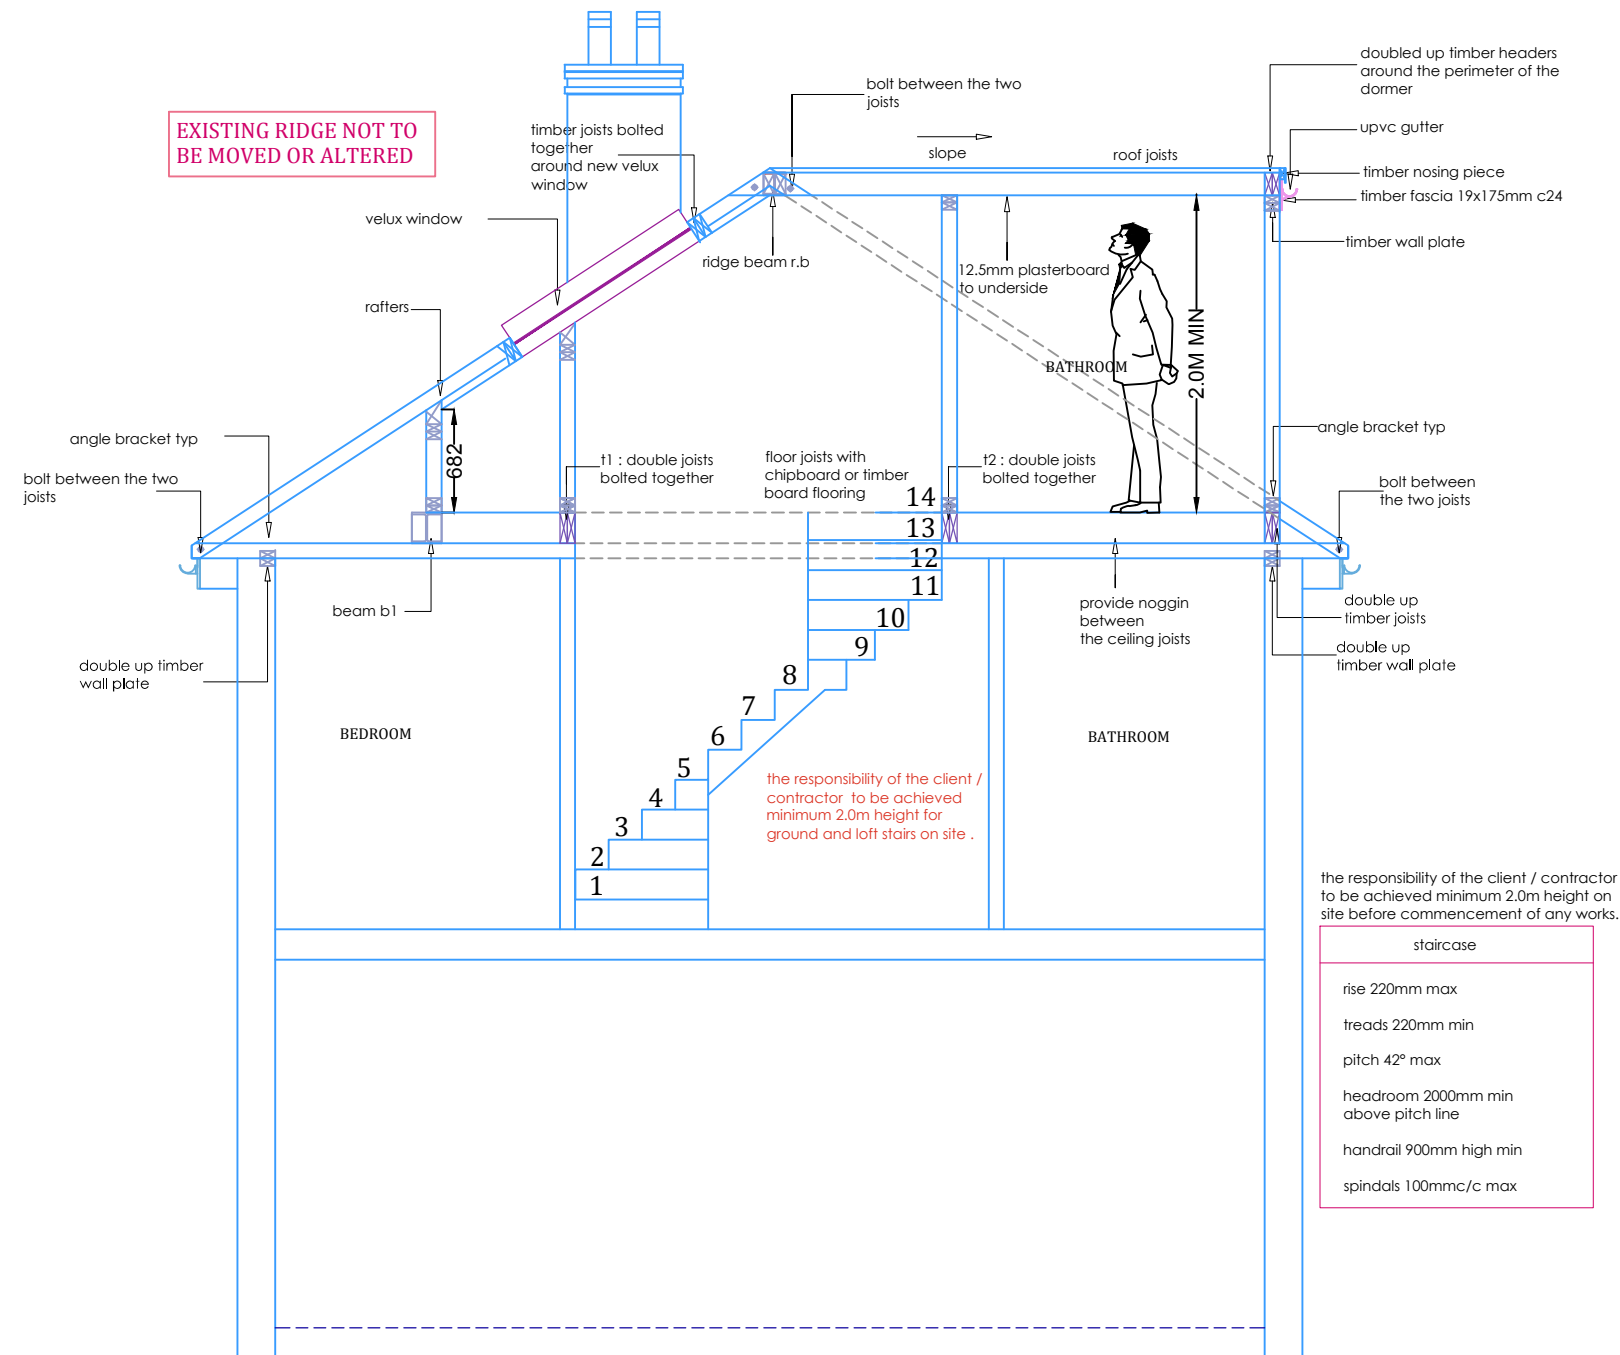 EXISTING RIDGE NOT TO
BE MOVED OR ALTERED
timber joists bolted
together
around new velux
window
bolt between the two
joists
doubled up timber headers
around the perimeter of the
dormer
upvc gutter
slope
roof joists
timber nosing piece
timber fascia 19x175mm c24
velux window
timber wall plate
ridge beam r.b
12.5mm plasterboard
to underside
rafters
2.0M MIN
BATHROOM
angle bracket typ
682
angle bracket typ
bolt between the two
joists
t1 : double joists
bolted together
floor joists with
chipboard or timber
board flooring
t2 : double joists
bolted together
bolt between
the two joists
14
13
12
11
10
9
8
7
6
5
4
3
2
1
beam b1
provide noggin
between
the ceiling joists
double up
timber joists
double up
timber wall plate
double up timber
wall plate
BEDROOM
BATHROOM
the responsibility of the client /
contractor to be achieved
minimum 2.0m height for
ground and loft stairs on site .
the responsibility of the client / contractor
to be achieved minimum 2.0m height on
site before commencement of any works.
staircase
rise 220mm max
treads 220mm min
pitch 42° max
headroom 2000mm min
above pitch line
handrail 900mm high min
spindals 100mmc/c max